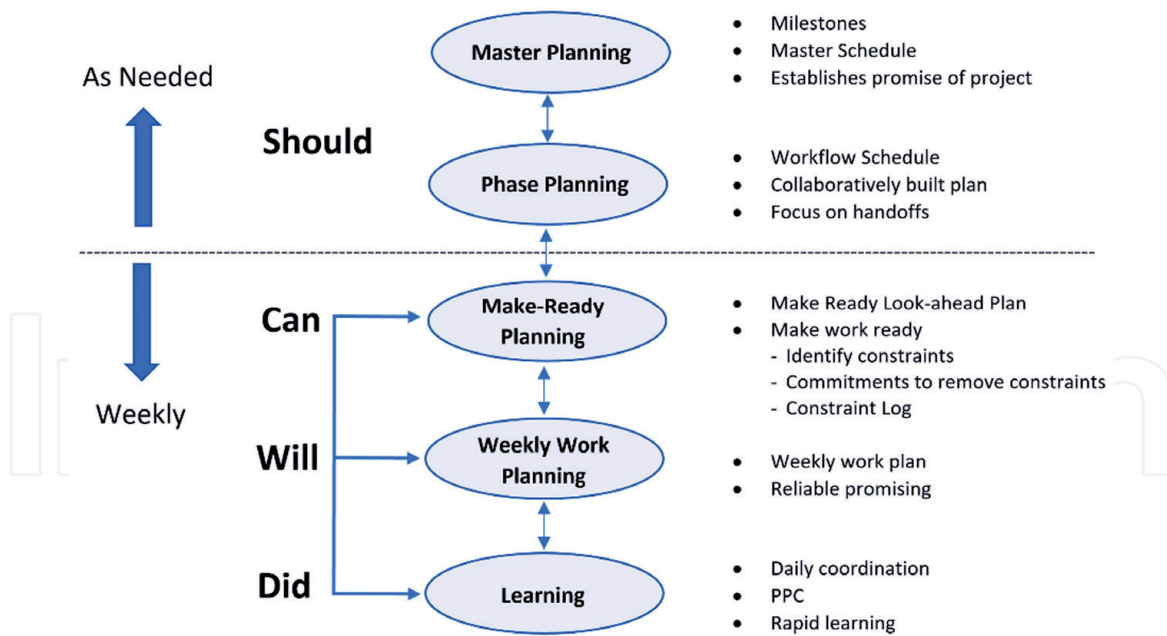 As Needed
Should
Weekly
Can
Will
Did
Master Planning
Phase Planning
Make-Ready
Planning
Weekly Work
Planning
Learning
• Milestones
• Master Schedule
• Establishes promise of project
• Workflow Schedule
• Collaboratively built plan
• Focus on handoffs
• Make Ready Look-ahead Plan
• Make work ready
- Identify constraints
- Commitments to remove constraints
- Constraint Log
• Weekly work plan
• Reliable promising
• Daily coordination
• PPC
• Rapid learning